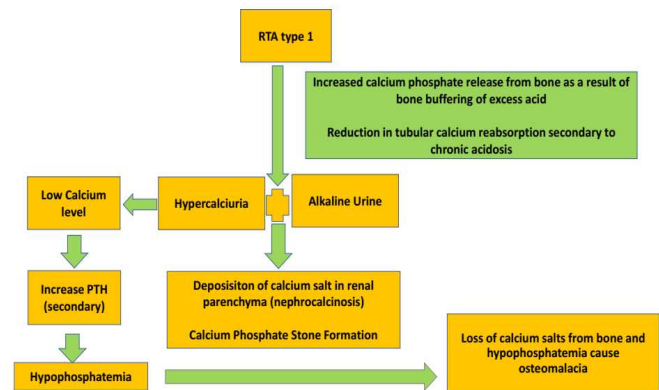 RTA type 1
Increased calcium phosphate release from bone as a result of
bone buffering of excess acid
Reduction in tubular calcium reabsorption secondary to
chronic acidosis
Low Calcium
level
Hypercalciuria
Alkaline Urine
Increase PTH
(secondary)
Deposisiton of calcium salt in renal
parenchyma (nephrocalcinosis)
Calcium Phosphate Stone Formation
Hypophosphatemia
Loss of calcium salts from bone and
hypophosphatemia cause
osteomalacia